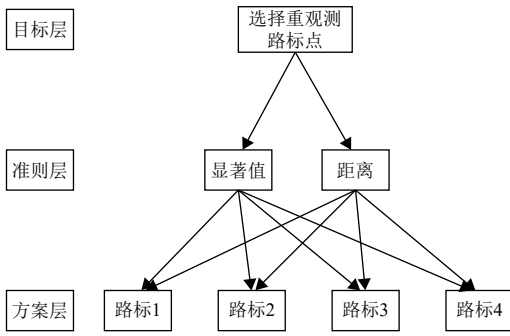 目标层
选择重观测
路标点
准则层
显著值
距离
方案层
路标1
路标2
路标3
路标4